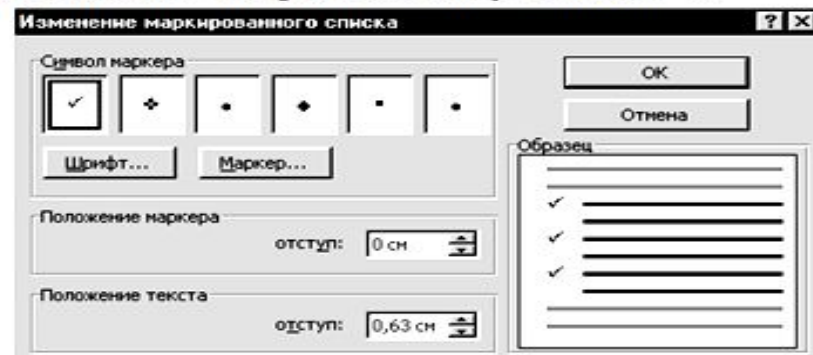 Изменение маркированного списка
Символ маркера
Шрифт...
Маркер...
Положение маркера
отступ:
0 см
Положение текста
отступ:
0,63 см
ОК
Отмена
Образец